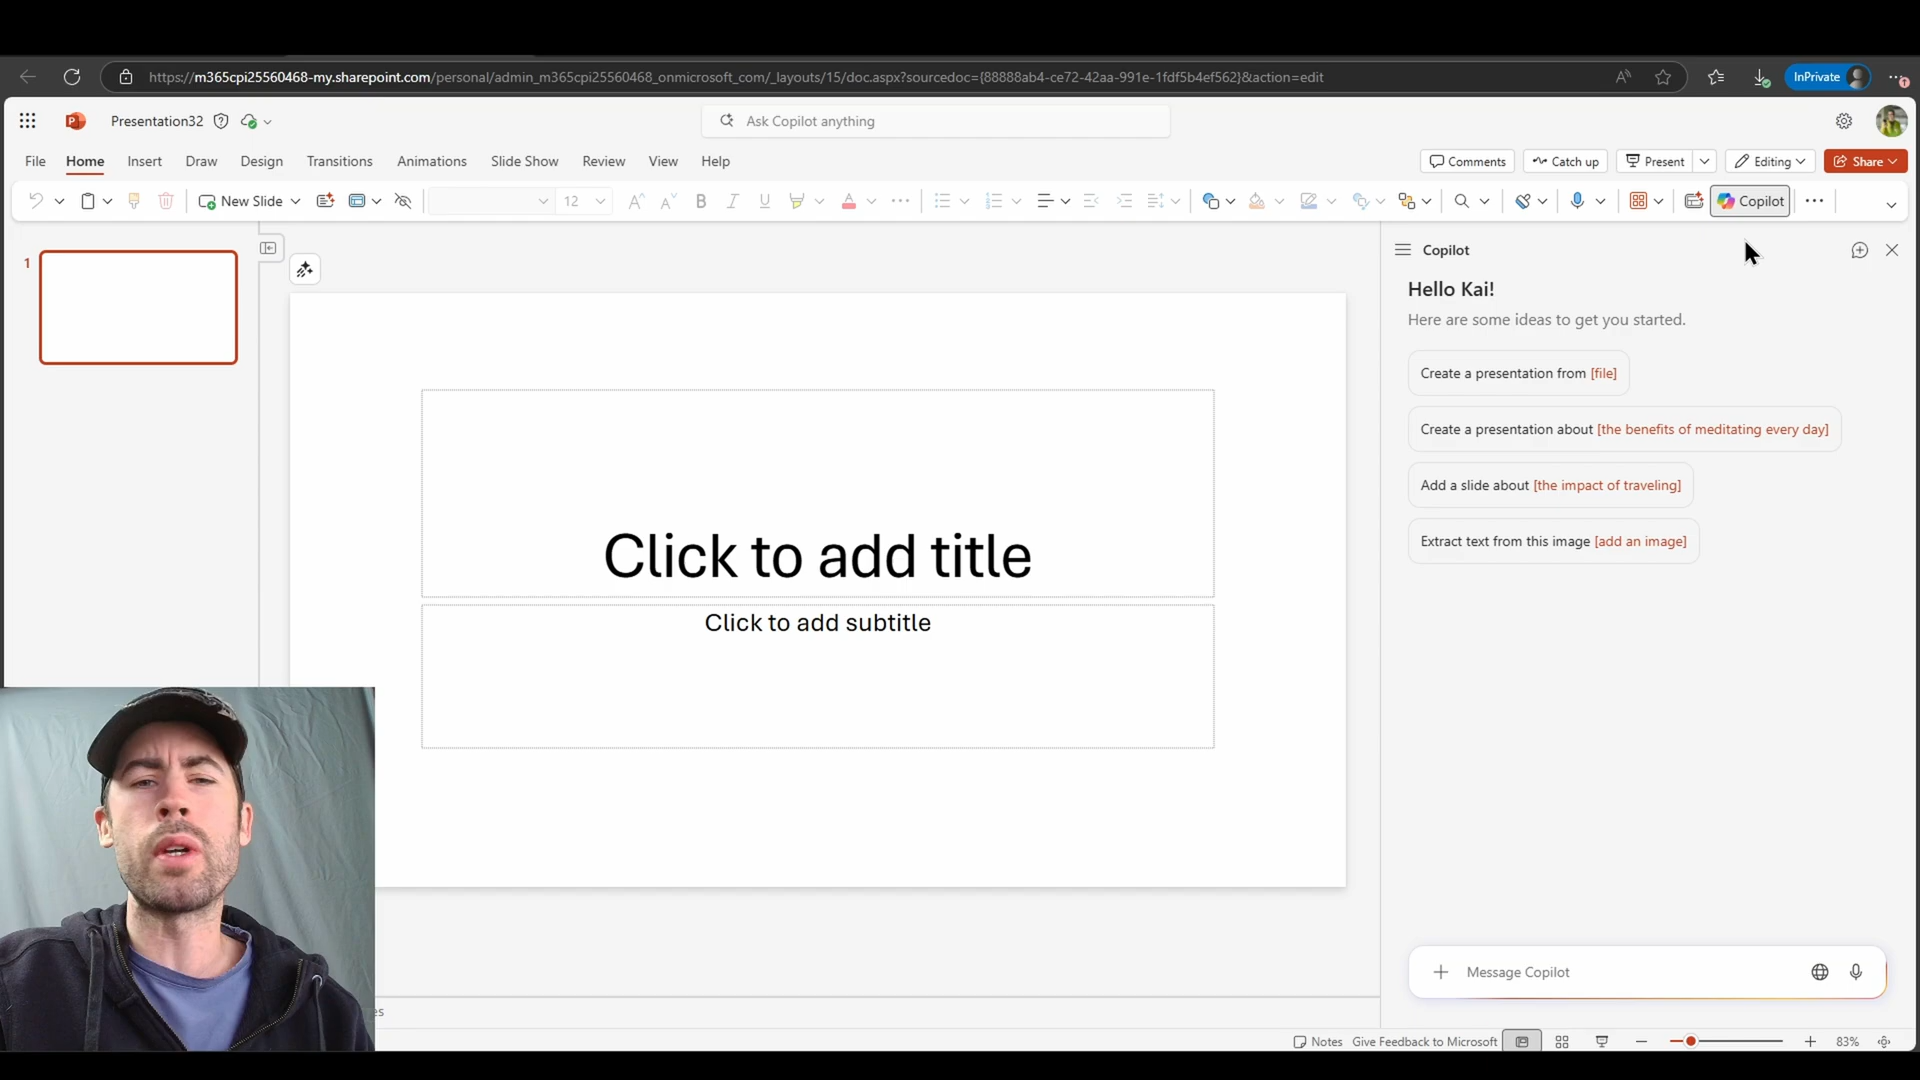 https://m365cpi25560468-my.sharepoint.com/personal/admin_m365cpi25560468_onmicrosoft_com/_layouts/15/doc.aspx?sourcedoc={88888ab4-ce72-42aa-991e-1fdf5b4ef562}&action=edit
InPrivate
Presentation32
Ask Copilot anything
File Home Insert Draw Design Transitions Animations Slide Show Review View Help
Comments Catch up Present Editing Share
New Slide 12 Copilot
1
Copilot
Hello Kai!
Here are some ideas to get you started.
Create a presentation from [file]
Create a presentation about [the benefits of meditating every day]
Add a slide about [the impact of traveling]
Extract text from this image [add an image]
Click to add title
Click to add subtitle
Message Copilot
Notes Give Feedback to Microsoft 83%